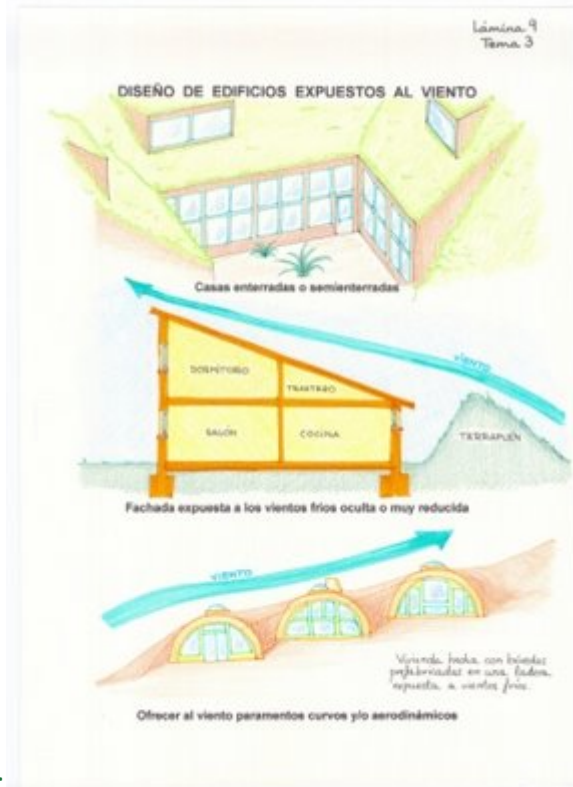 Lámina 9
Tema 3
DISEÑO DE EDIFICIOS EXPUESTOS AL VIENTO
Casas enterradas o semienterradas
VIENTO
DORMITORIO
TRASTERO
SALÓN
COCINA
TERRAPLÉN
Fachada expuesta a los vientos fríos oculta o muy reducida
VIENTO
Vivienda hecha con bóvedas
prefabricadas en una ladera
expuesta a vientos fríos.
Ofrecer al viento paramentos curvos y/o aerodinámicos